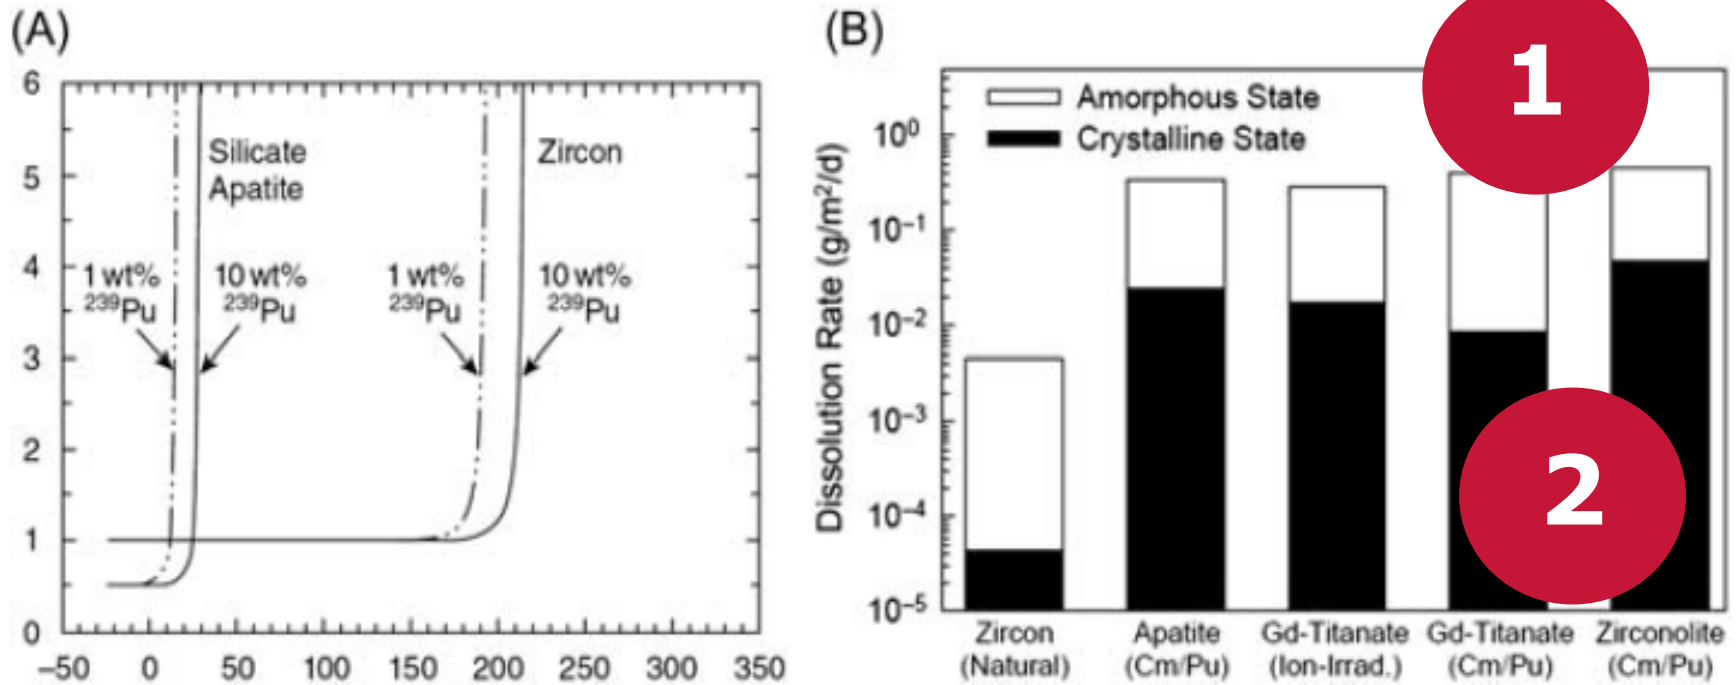 (A)
6
5
4
3
2
1
0
−50 0 50 100 150 200 250 300 350
Silicate
Apatite
Zircon
1 wt%
²³⁹Pu
10 wt%
²³⁹Pu
1 wt%
²³⁹Pu
10 wt%
²³⁹Pu
(B)
Dissolution Rate (g/m²/d)
10⁰
10⁻¹
10⁻²
10⁻³
10⁻⁴
10⁻⁵
Amorphous State
Crystalline State
Zircon
(Natural)
Apatite
(Cm/Pu)
Gd-Titanate
(Ion-Irrad.)
Gd-Titanate
(Cm/Pu)
Zirconolite
(Cm/Pu)
1
2